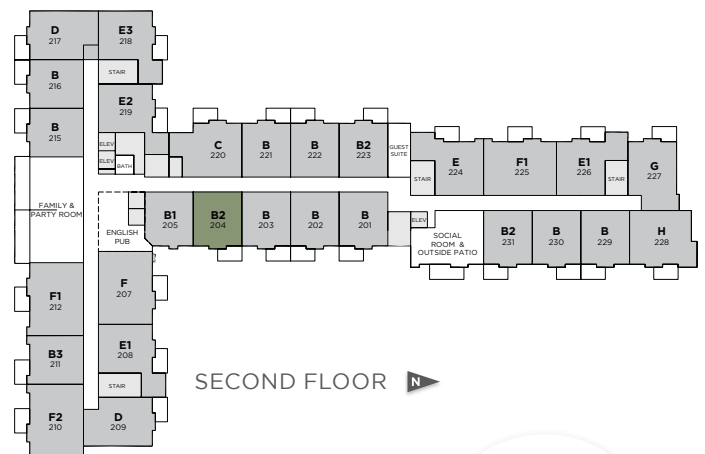 D
217
E3
218
STAIR
B
216
E2
219
B
215
ELEV
ELEV
BATH
C
220
B
221
B
222
B2
223
GUEST
SUITE
STAIR
E
224
F1
225
E1
226
STAIR
G
227
FAMILY &
PARTY ROOM
ENGLISH
PUB
B1
205
B2
204
B
203
B
202
B
201
ELEV
SOCIAL
ROOM &
OUTSIDE PATIO
B2
231
B
230
B
229
H
228
F1
212
F
207
B3
211
E1
208
STAIR
F2
210
D
209
SECOND FLOOR
N